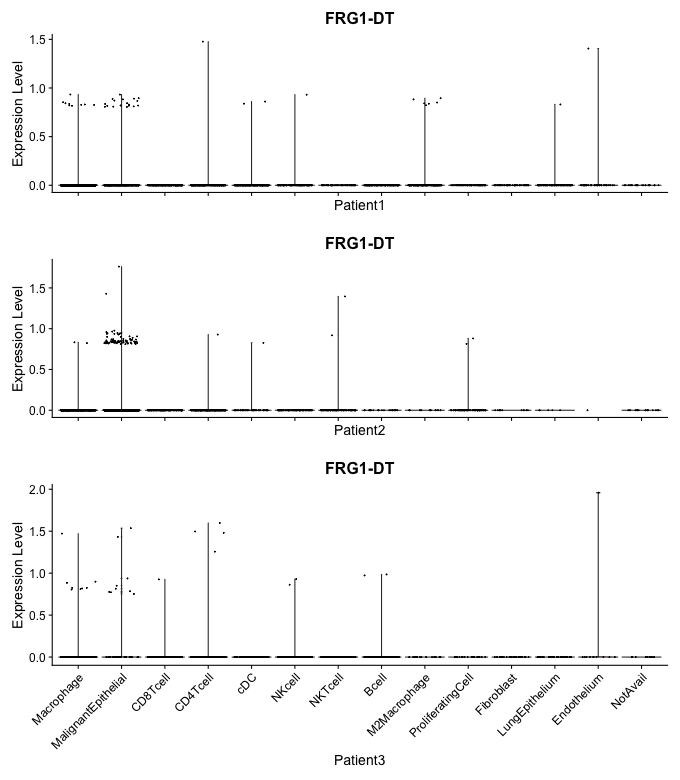 FRG1-DT
Expression Level
1.5
1.0
0.5
0.0
Patient1
FRG1-DT
Expression Level
1.5
1.0
0.5
0.0
Patient2
FRG1-DT
Expression Level
2.0
1.5
1.0
0.5
0.0
Macrophage
MalignantEpithelial
CD8Tcell
CD4Tcell
cDC
NKcell
NKTcell
Bcell
M2Macrophage
ProliferatingCell
Fibroblast
LungEpithelium
Endothelium
NotAvail
Patient3